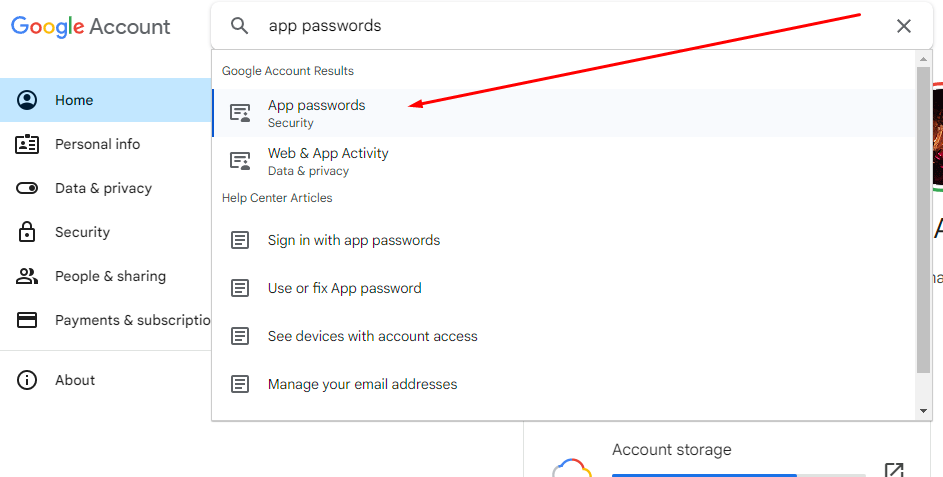 Google Account
app passwords
Google Account Results
App passwords
Security
Web & App Activity
Data & privacy
Help Center Articles
Sign in with app passwords
Use or fix App password
See devices with account access
Manage your email addresses
Home
Personal info
Data & privacy
Security
People & sharing
Payments & subscriptio
About
Account storage